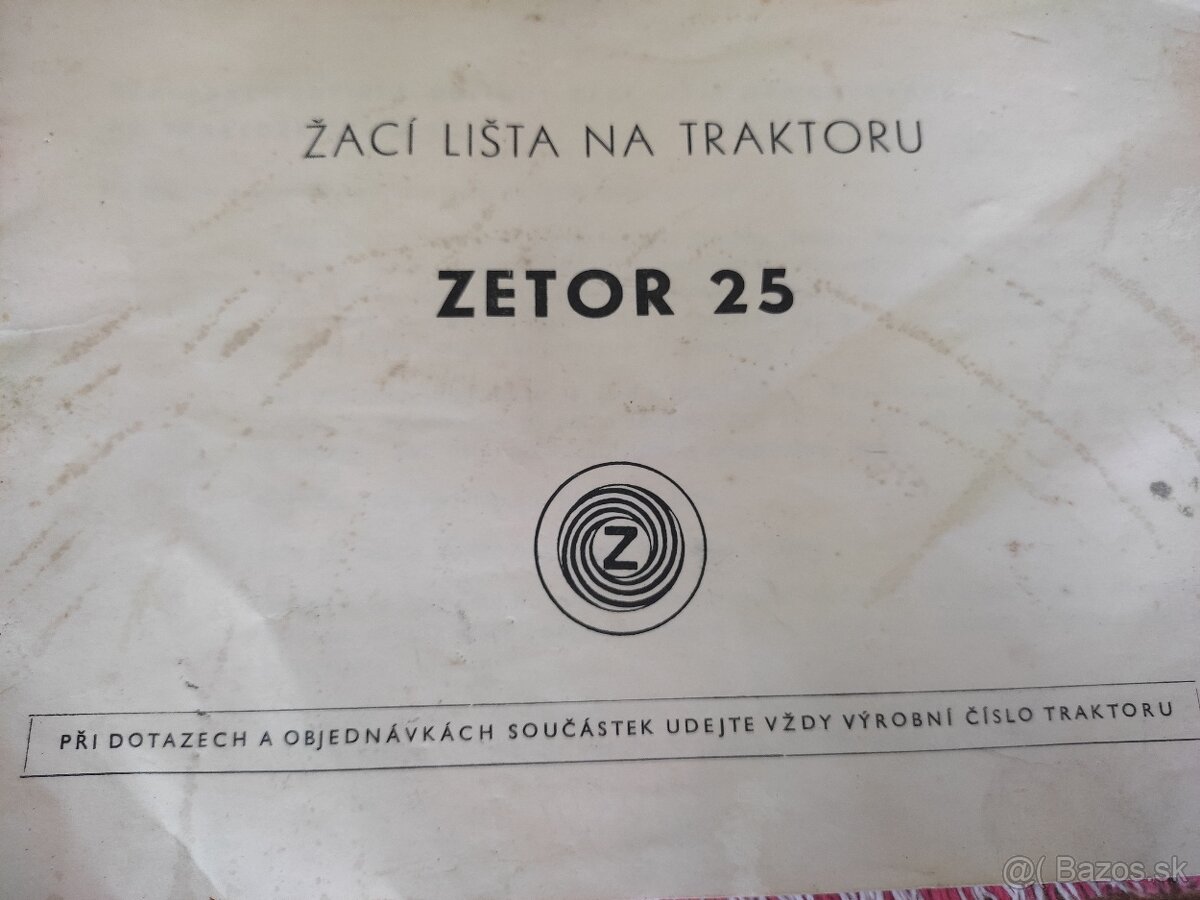 ŽACÍ LIŠTA NA TRAKTORU
ZETOR 25
Z
PŘI DOTAZECH A OBJEDNÁVKÁCH SOUČÁSTEK UDEJTE VŽDY VÝROBNÍ ČÍSLO TRAKTORU
@( Bazos.sk